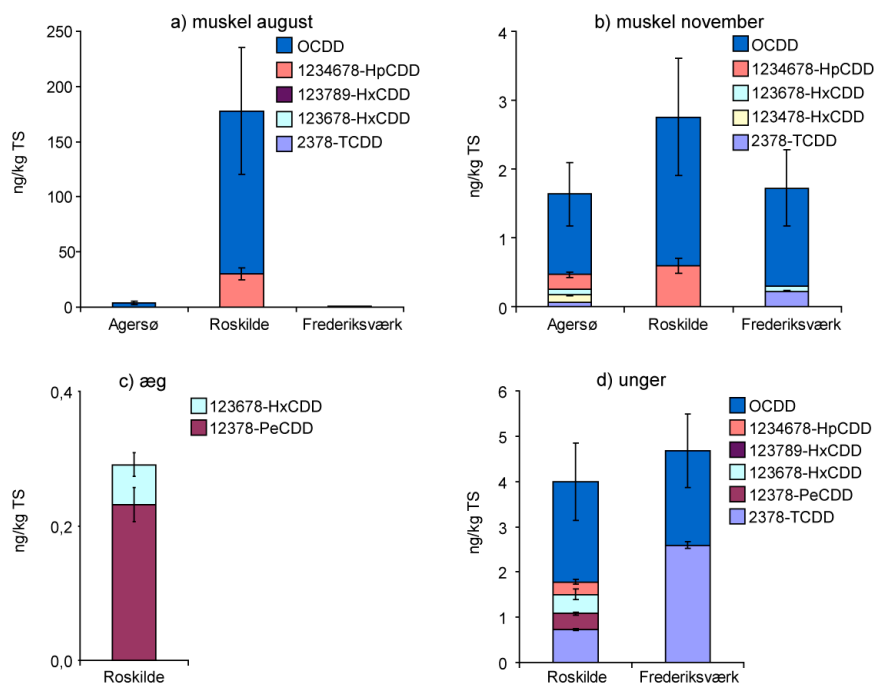 a) muskel august
250
200
150
100
50
0
ng/kg TS
OCDD
1234678-HpCDD
123789-HxCDD
123678-HxCDD
2378-TCDD
Agersø Roskilde Frederiksværk
b) muskel november
4
3
2
1
0
ng/kg TS
OCDD
1234678-HpCDD
123678-HxCDD
123478-HxCDD
2378-TCDD
Agersø Roskilde Frederiksværk
c) æg
0,4
0,2
0,0
ng/kg TS
123678-HxCDD
12378-PeCDD
Roskilde
d) unger
6
5
4
3
2
1
0
ng/kg TS
OCDD
1234678-HpCDD
123789-HxCDD
123678-HxCDD
12378-PeCDD
2378-TCDD
Roskilde Frederiksværk